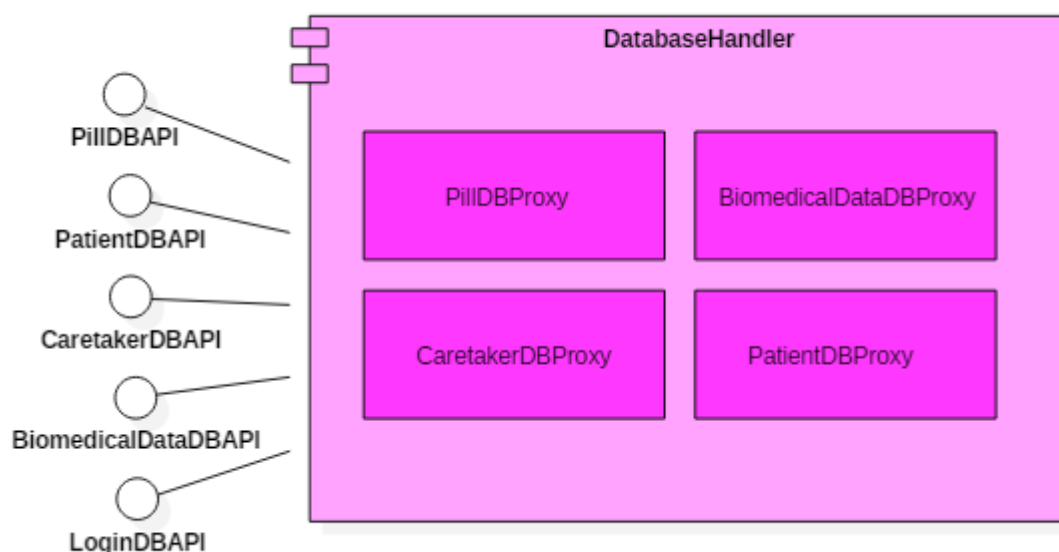 DatabaseHandler
PillDBAPI
PatientDBAPI
CaretakerDBAPI
BiomedicalDataDBAPI
LoginDBAPI
PillDBProxy
BiomedicalDataDBProxy
CaretakerDBProxy
PatientDBProxy